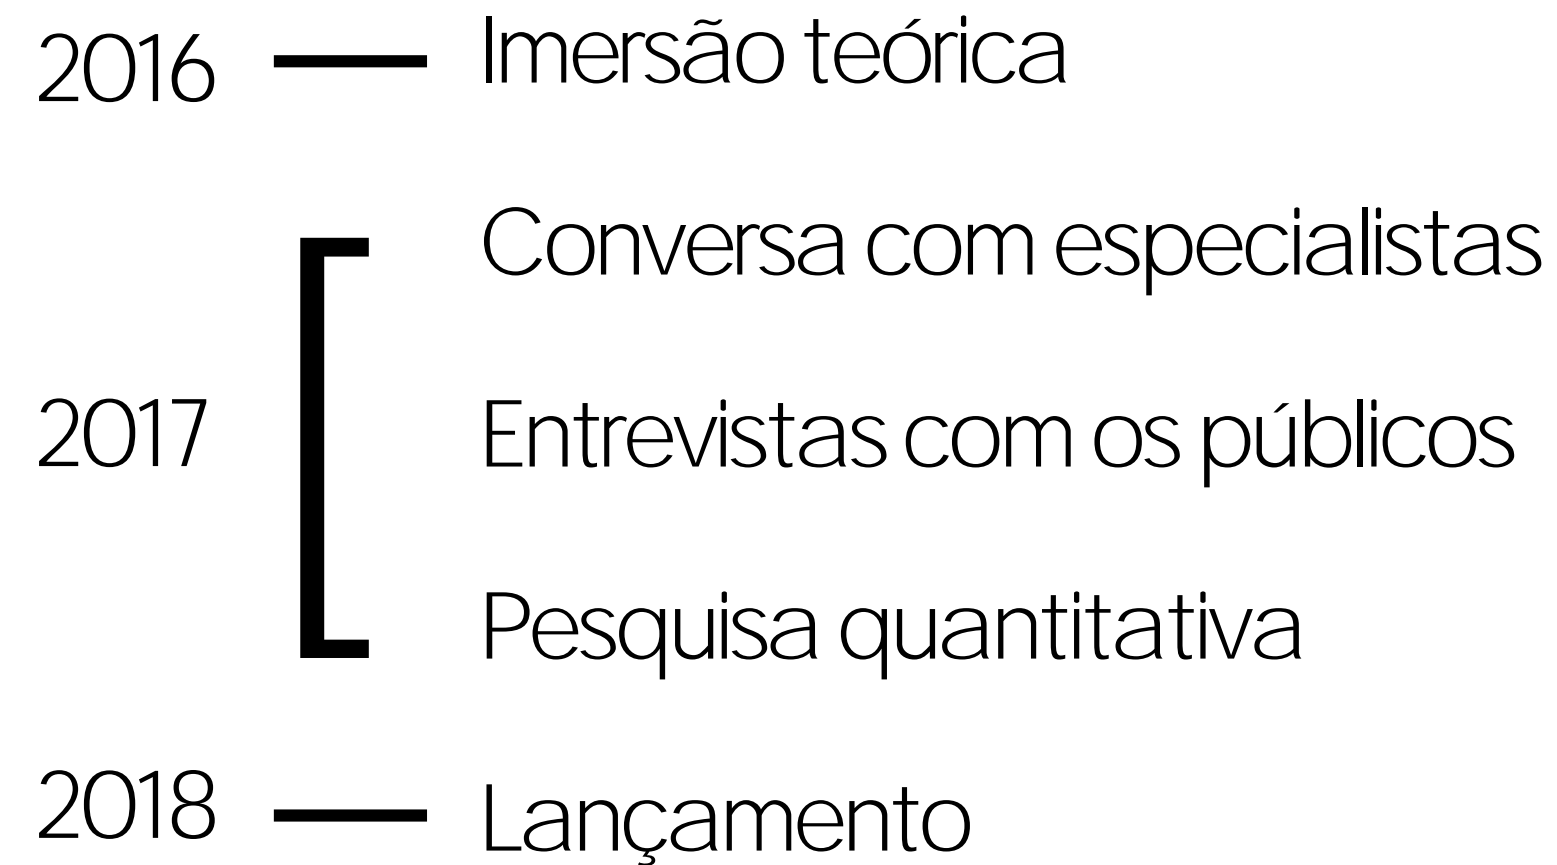 2016 Imersão teórica
Conversa com especialistas
2017 Entrevistas com os públicos
Pesquisa quantitativa
2018 Lançamento